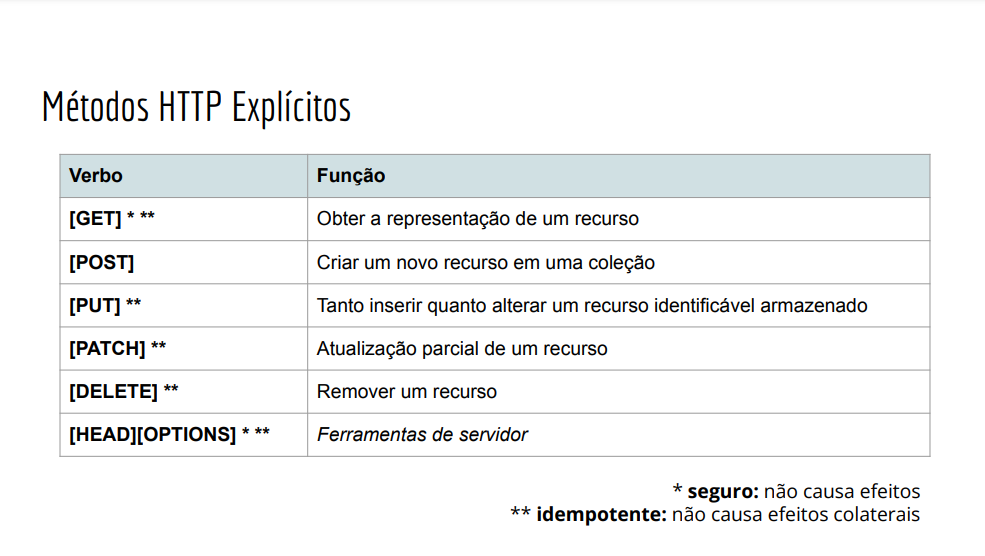 Métodos HTTP Explícitos
Verbo Função
[GET] * ** Obter a representação de um recurso
[POST] Criar um novo recurso em uma coleção
[PUT] ** Tanto inserir quanto alterar um recurso identificável armazenado
[PATCH] ** Atualização parcial de um recurso
[DELETE] ** Remover um recurso
[HEAD][OPTIONS] * ** Ferramentas de servidor
* seguro: não causa efeitos
** idempotente: não causa efeitos colaterais